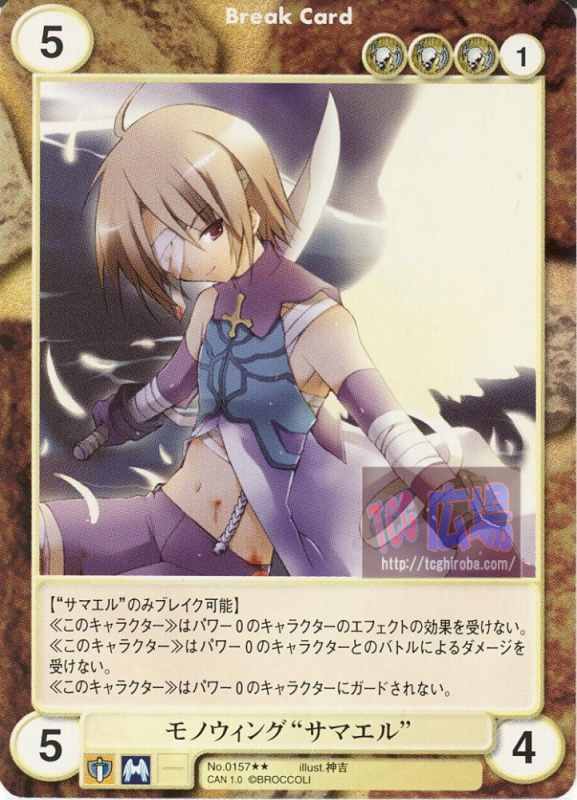 Break Card
5
1
TCG広場
http://tcghiroba.com/
【“サマエル”のみブレイク可能】
≪このキャラクター≫はパワー0のキャラクターのエフェクトの効果を受けない。
≪このキャラクター≫はパワー0のキャラクターとのバトルによるダメージを
受けない。
≪このキャラクター≫はパワー0のキャラクターにガードされない。
モノウィング“サマエル”
5
4
No.0157★★ illust.神吉
CAN 1.0 ©BROCCOLI